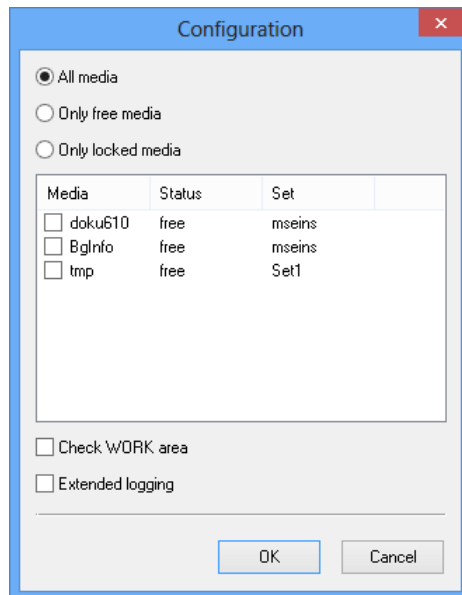 Configuration
All media
Only free media
Only locked media
Media Status Set
doku610 free mseins
BgInfo free mseins
tmp free Set1
Check WORK area
Extended logging
OK Cancel